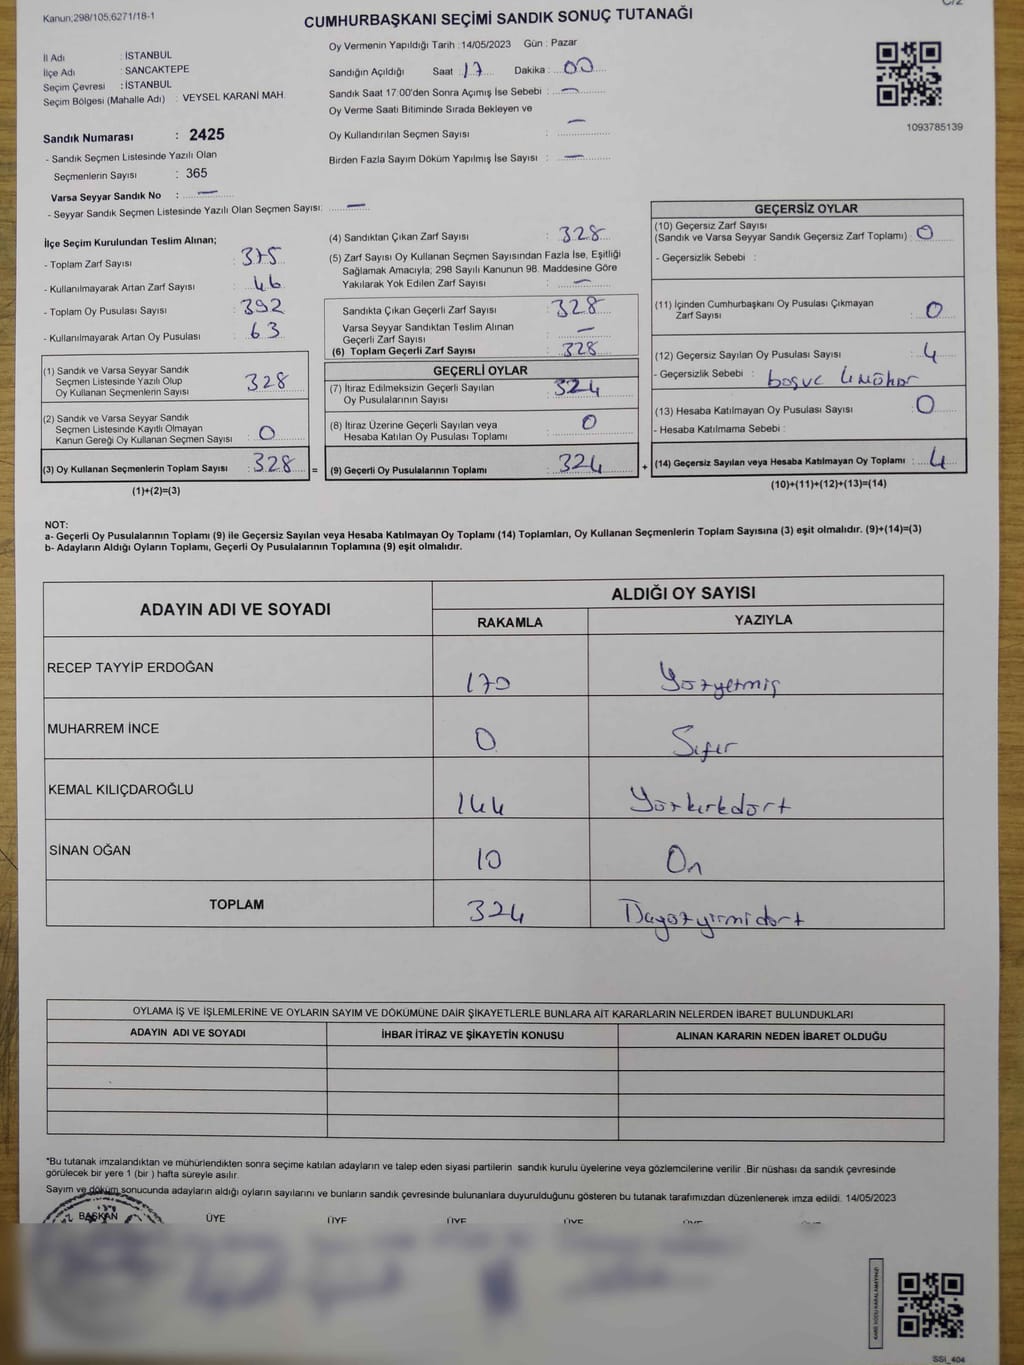 Kanun;298/105,6271/18-1
CUMHURBAŞKANI SEÇİMİ SANDIK SONUÇ TUTANAĞI
İl Adı : İSTANBUL
İlçe Adı : SANCAKTEPE
Seçim Çevresi : İSTANBUL
Seçim Bölgesi (Mahalle Adı) : VEYSEL KARANİ MAH.
Sandık Numarası : 2425
- Sandık Seçmen Listesinde Yazılı Olan
Seçmenlerin Sayısı : 365
Varsa Seyyar Sandık No : —
- Seyyar Sandık Seçmen Listesinde Yazılı Olan Seçmen Sayısı: —
Oy Vermenin Yapıldığı Tarih : 14/05/2023 Gün : Pazar
Sandığın Açıldığı Saat : 17 Dakika : 00
Sandık Saat 17:00'den Sonra Açımış İse Sebebi : —
Oy Verme Saati Bitiminde Sırada Bekleyen ve
Oy Kullandırılan Seçmen Sayısı : —
Birden Fazla Sayım Döküm Yapılmış İse Sayısı : —
1093785139
İlçe Seçim Kurulundan Teslim Alınan;
- Toplam Zarf Sayısı : 375
- Kullanılmayarak Artan Zarf Sayısı : 46
- Toplam Oy Pusulası Sayısı : 392
- Kullanılmayarak Artan Oy Pusulası : 63
(1) Sandık ve Varsa Seyyar Sandık
Seçmen Listesinde Yazılı Olup
Oy Kullanan Seçmenlerin Sayısı : 328
(2) Sandık ve Varsa Seyyar Sandık
Seçmen Listesinde Kayıtlı Olmayan
Kanun Gereği Oy Kullanan Seçmen Sayısı : 0
(3) Oy Kullanan Seçmenlerin Toplam Sayısı : 328 =
(1)+(2)=(3)
(4) Sandıktan Çıkan Zarf Sayısı : 328
(5) Zarf Sayısı Oy Kullanan Seçmen Sayısından Fazla İse, Eşitliği
Sağlamak Amacıyla; 298 Sayılı Kanunun 98. Maddesine Göre
Yakılarak Yok Edilen Zarf Sayısı : —
Sandıkta Çıkan Geçerli Zarf Sayısı : 328
Varsa Seyyar Sandıktan Teslim Alınan
Geçerli Zarf Sayısı : —
(6) Toplam Geçerli Zarf Sayısı : 328
GEÇERLİ OYLAR
(7) İtiraz Edilmeksizin Geçerli Sayılan
Oy Pusulalarının Sayısı : 324
(8) İtiraz Üzerine Geçerli Sayılan veya
Hesaba Katılan Oy Pusulası Toplamı : 0
(9) Geçerli Oy Pusulalarının Toplamı : 324 +
GEÇERSİZ OYLAR
(10) Geçersiz Zarf Sayısı
(Sandık ve Varsa Seyyar Sandık Geçersiz Zarf Toplamı) : 0
- Geçersizlik Sebebi :
(11) İçinden Cumhurbaşkanı Oy Pusulası Çıkmayan
Zarf Sayısı : 0
(12) Geçersiz Sayılan Oy Pusulası Sayısı : 4
- Geçersizlik Sebebi :
(13) Hesaba Katılmayan Oy Pusulası Sayısı : 0
- Hesaba Katılmama Sebebi :
(14) Geçersiz Sayılan veya Hesaba Katılmayan Oy Toplamı : 4
(10)+(11)+(12)+(13)=(14)
NOT:
a- Geçerli Oy Pusulalarının Toplamı (9) ile Geçersiz Sayılan veya Hesaba Katılmayan Oy Toplamı (14) Toplamları, Oy Kullanan Seçmenlerin Toplam Sayısına (3) eşit olmalıdır. (9)+(14)=(3)
b- Adayların Aldığı Oyların Toplamı, Geçerli Oy Pusulalarının Toplamına (9) eşit olmalıdır.
ADAYIN ADI VE SOYADI
ALDIĞI OY SAYISI
RAKAMLA YAZIYLA
RECEP TAYYİP ERDOĞAN 170 Yüzyetmiş
MUHARREM İNCE 0 Sıfır
KEMAL KILIÇDAROĞLU 144 Yüzkırkdört
SİNAN OĞAN 10 On
TOPLAM 324 Üçyüzyirmidört
OYLAMA İŞ VE İŞLEMLERİNE VE OYLARIN SAYIM VE DÖKÜMÜNE DAİR ŞİKAYETLERLE BUNLARA AİT KARARLARIN NELERDEN İBARET BULUNDUKLARI
ADAYIN ADI VE SOYADI İHBAR İTİRAZ VE ŞİKAYETİN KONUSU ALINAN KARARIN NEDEN İBARET OLDUĞU
*Bu tutanak imzalandıktan ve mühürlendikten sonra seçime katılan adayların ve talep eden siyasi partilerin sandık kurulu üyelerine veya gözlemcilerine verilir .Bir nüshası da sandık çevresinde
görülecek bir yere 1 (bir ) hafta süreyle asılır.
Sayım ve döküm sonucunda adayların aldığı oyların sayılarını ve bunların sandık çevresinde bulunanlara duyurulduğunu gösteren bu tutanak tarafımızdan düzenlenerek imza edildi. 14/05/2023
BAŞKAN ÜYE ÜYE ÜYE ÜYE
SSİ_404